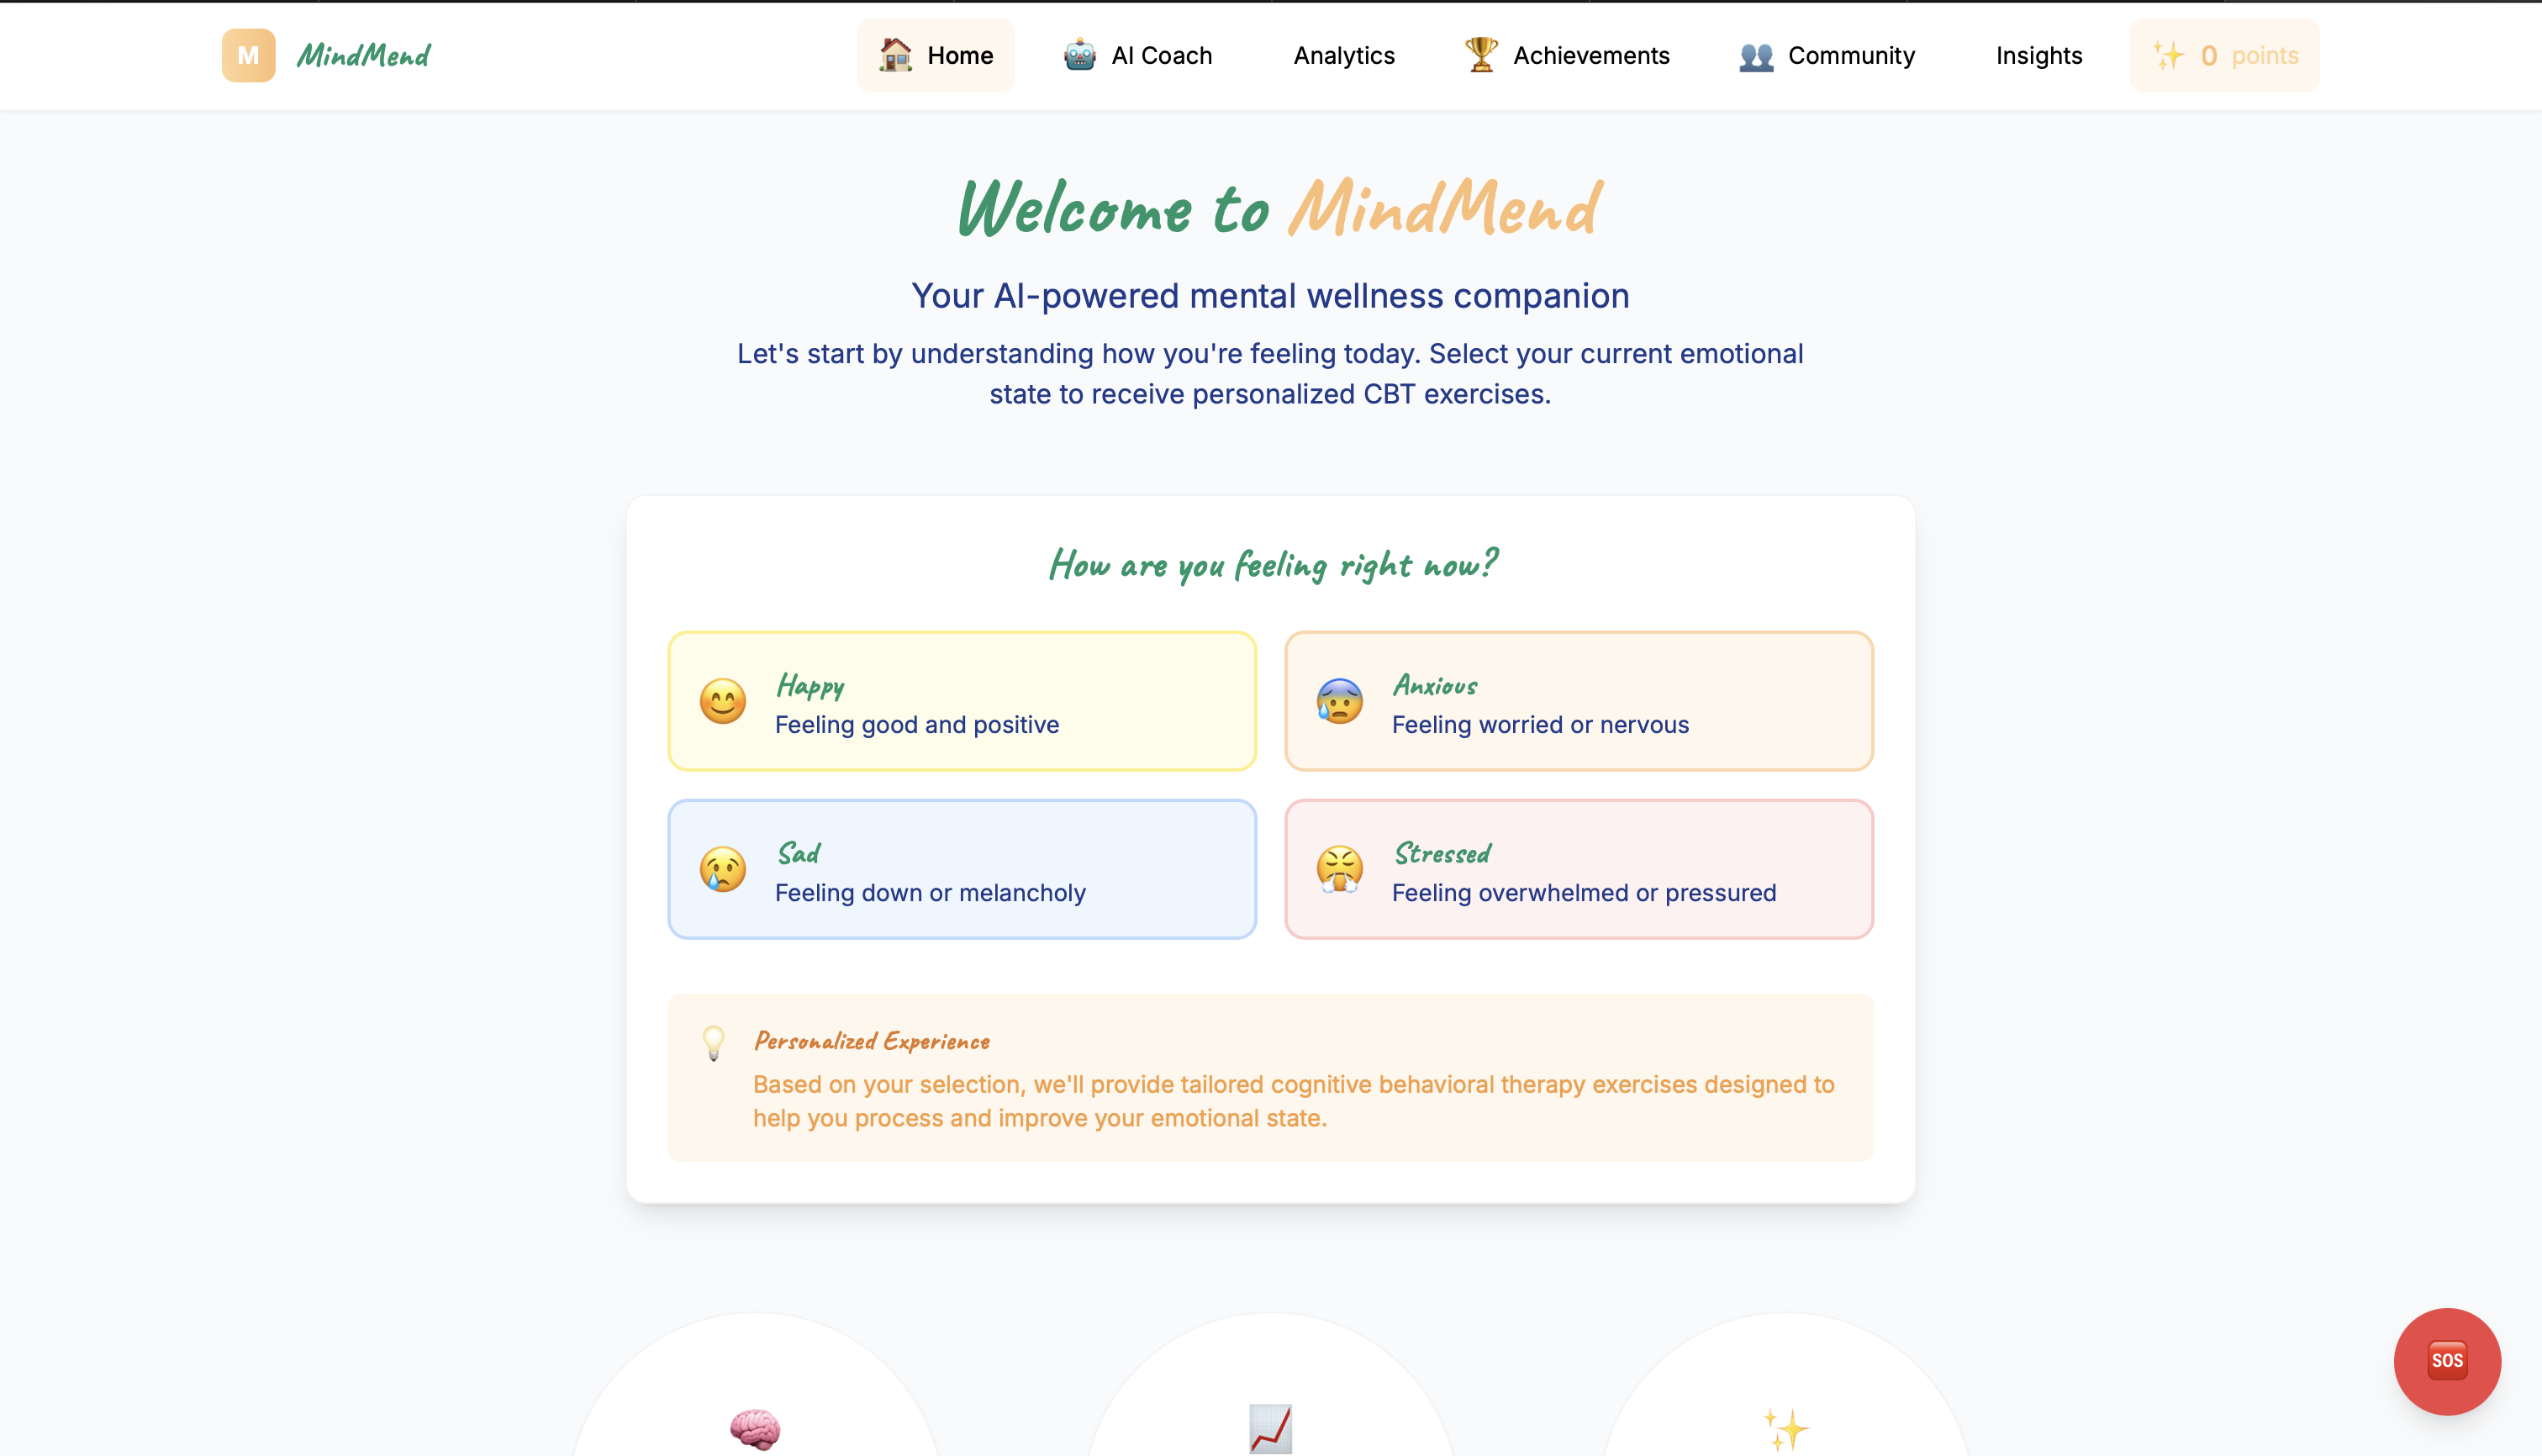 M MindMend Home AI Coach Analytics Achievements Community Insights 0 points
Welcome to MindMend
Your AI-powered mental wellness companion
Let's start by understanding how you're feeling today. Select your current emotional
state to receive personalized CBT exercises.
How are you feeling right now?
Happy
Feeling good and positive
Anxious
Feeling worried or nervous
Sad
Feeling down or melancholy
Stressed
Feeling overwhelmed or pressured
Personalized Experience
Based on your selection, we'll provide tailored cognitive behavioral therapy exercises designed to
help you process and improve your emotional state.
SOS